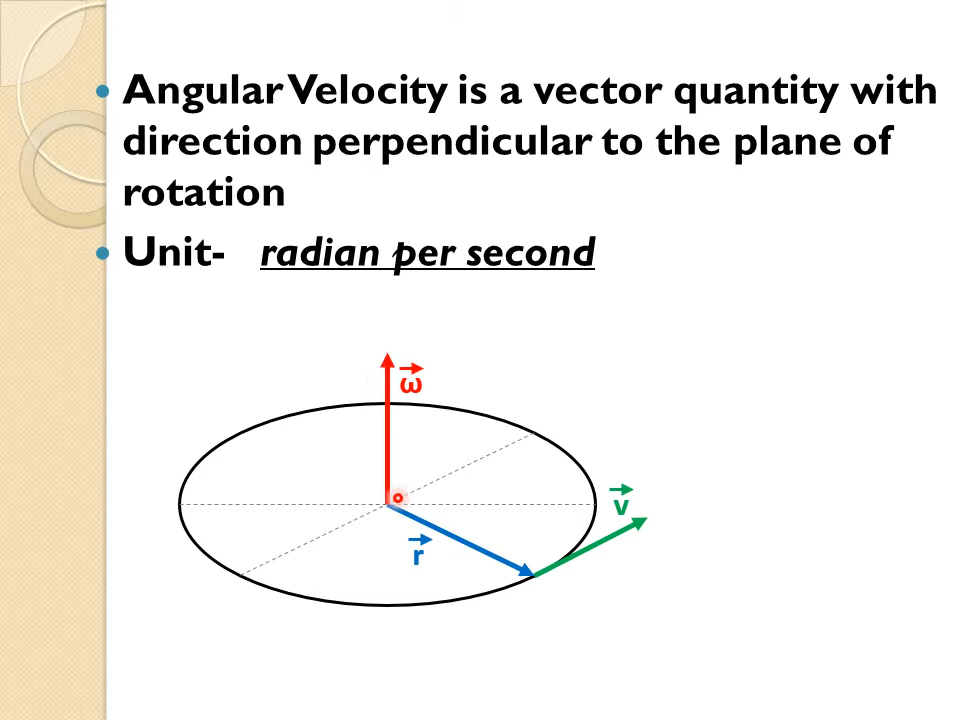 Angular Velocity is a vector quantity with
direction perpendicular to the plane of
rotation
Unit- radian per second
ω
v
r